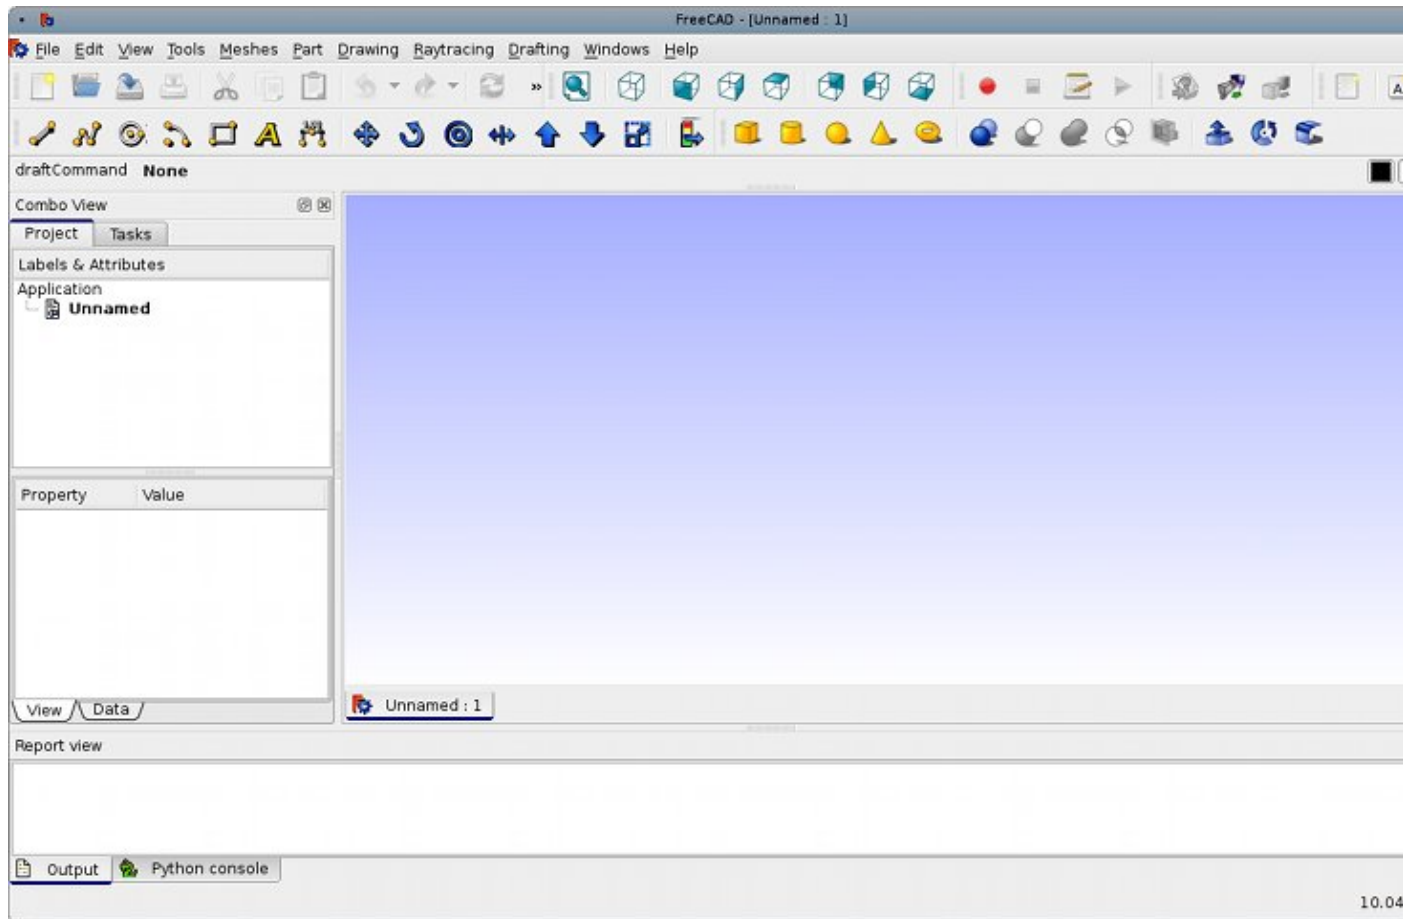 FreeCAD - [Unnamed : 1]
File Edit View Tools Meshes Part Drawing Raytracing Drafting Windows Help
draftCommand None
Combo View
Project Tasks
Labels & Attributes
Application
Unnamed
Property Value
View Data
Unnamed : 1
Report view
Output Python console
10.04